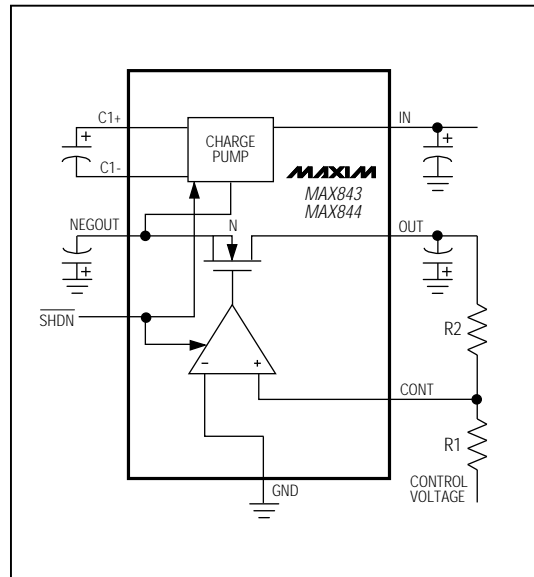 C1+
IN
CHARGE
PUMP
C1-
MAXIM
MAX843
MAX844
NEGOUT
N
OUT
SHDN
R2
- +
CONT
R1
GND
CONTROL
VOLTAGE
+
+
+
+